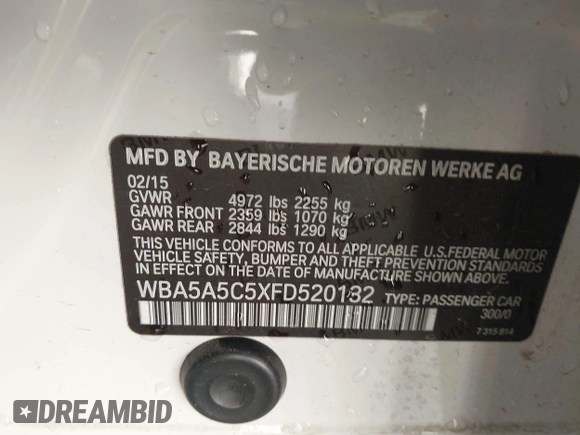 MFD BY BAYERISCHE MOTOREN WERKE AG
02/15
GVWR 4972 lbs 2255 kg
GAWR FRONT 2359 lbs 1070 kg
GAWR REAR 2844 lbs 1290 kg
THIS VEHICLE CONFORMS TO ALL APPLICABLE U.S.FEDERAL MOTOR
VEHICLE SAFETY, BUMPER AND THEFT PREVENTION STANDARDS
IN EFFECT ON THE DATE OF MANUFACTURE SHOWN ABOVE.
WBA5A5C5XFD520132 TYPE: PASSENGER CAR
300/0
7 315 814
DREAMBID